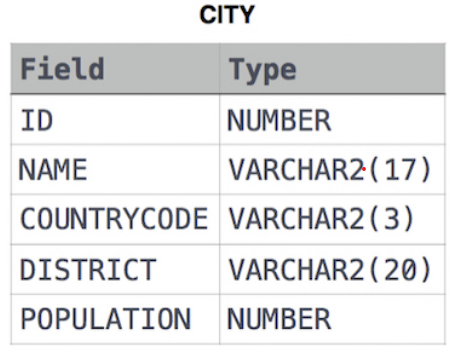 CITY
Field Type
ID NUMBER
NAME VARCHAR2(17)
COUNTRYCODE VARCHAR2(3)
DISTRICT VARCHAR2(20)
POPULATION NUMBER